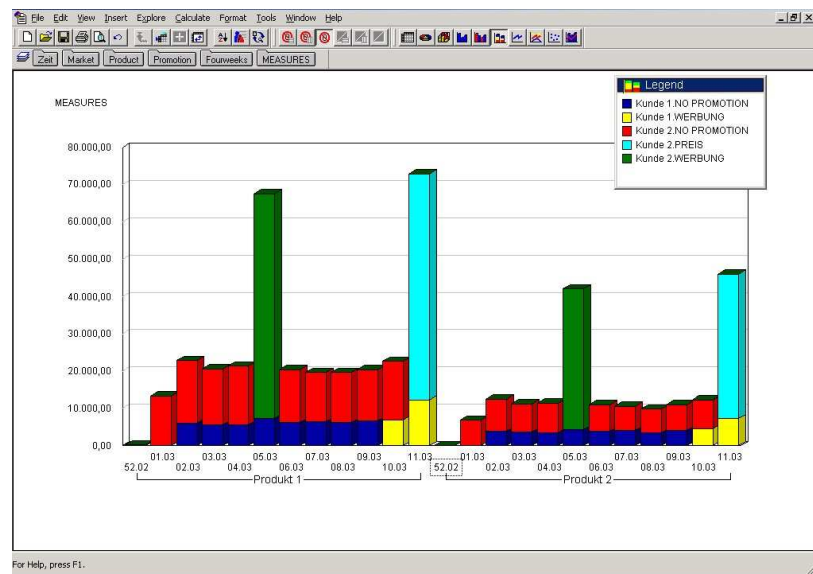 File Edit View Insert Explore Calculate Format Tools Window Help
Zeit Market Product Promotion Fourweeks MEASURES
MEASURES
Legend
Kunde 1.NO PROMOTION
Kunde 1.WERBUNG
Kunde 2.NO PROMOTION
Kunde 2.PREIS
Kunde 2.WERBUNG
80.000,00
70.000,00
60.000,00
50.000,00
40.000,00
30.000,00
20.000,00
10.000,00
0,00
01.03 03.03 05.03 07.03 09.03 11.03 01.03 03.03 05.03 07.03 09.03 11.03
52.02 02.03 04.03 06.03 08.03 10.03 52.02 02.03 04.03 06.03 08.03 10.03
Produkt 1 Produkt 2
For Help, press F1.